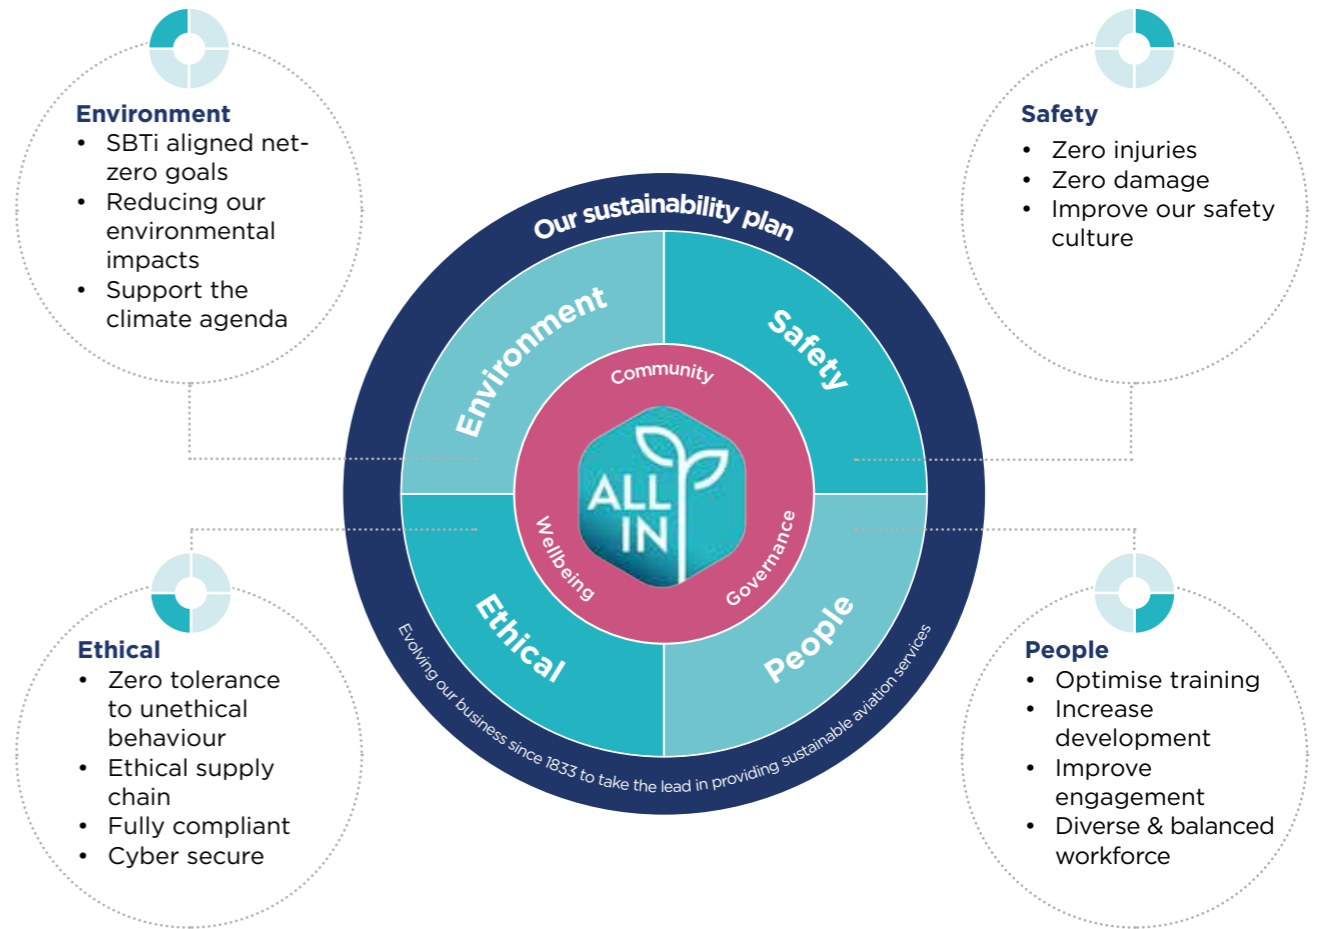 Environment
• SBTi aligned net-
zero goals
• Reducing our
environmental
impacts
• Support the
climate agenda
Safety
• Zero injuries
• Zero damage
• Improve our safety
culture
Our sustainability plan
Environment
Safety
Community
ALL
IN
Wellbeing
Governance
Ethical
People
Evolving our business since 1833 to take the lead in providing sustainable aviation services
Ethical
• Zero tolerance
to unethical
behaviour
• Ethical supply
chain
• Fully compliant
• Cyber secure
People
• Optimise training
• Increase
development
• Improve
engagement
• Diverse & balanced
workforce